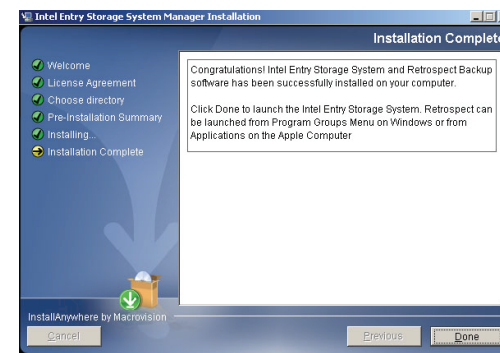 Intel Entry Storage System Manager Installation
Installation Complete
Welcome
License Agreement
Choose directory
Pre-Installation Summary
Installing...
Installation Complete
Congratulations! Intel Entry Storage System and Retrospect Backup
software has been successfully installed on your computer.
Click Done to launch the Intel Entry Storage System. Retrospect can
be launched from Program Groups Menu on Windows or from
Applications on the Apple Computer
InstallAnywhere by Macrovision
Cancel
Previous
Done